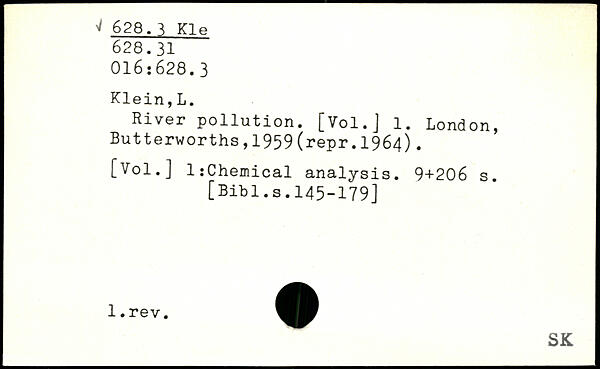 √ 628.3 Kle
628.31
016:628.3
Klein,L.
River pollution. [Vol.] 1. London,
Butterworths,1959(repr.1964).
[Vol.] 1:Chemical analysis. 9+206 s.
[Bibl.s.145-179]
1.rev.
SK